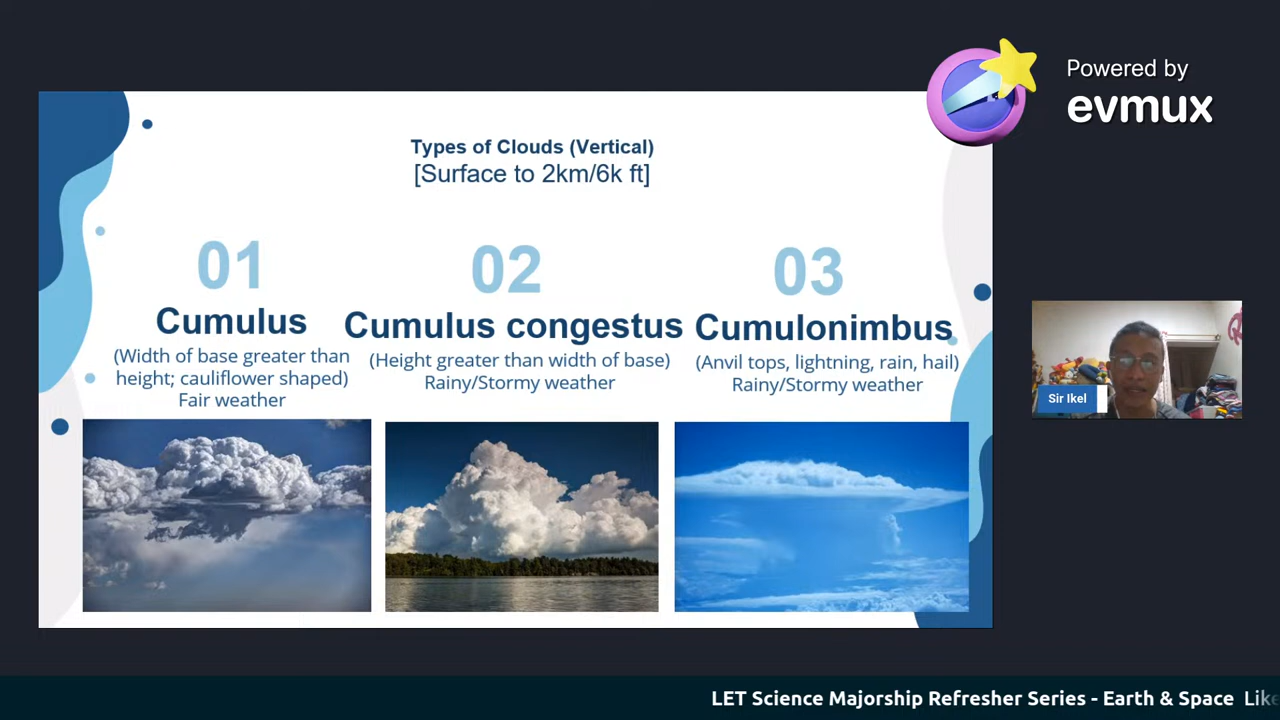 Powered by
evmux
Types of Clouds (Vertical)
[Surface to 2km/6k ft]
01
Cumulus
(Width of base greater than
height; cauliflower shaped)
Fair weather
02
Cumulus congestus
(Height greater than width of base)
Rainy/Stormy weather
03
Cumulonimbus
(Anvil tops, lightning, rain, hail)
Rainy/Stormy weather
Sir Ikel
LET Science Majorship Refresher Series - Earth & Space Like